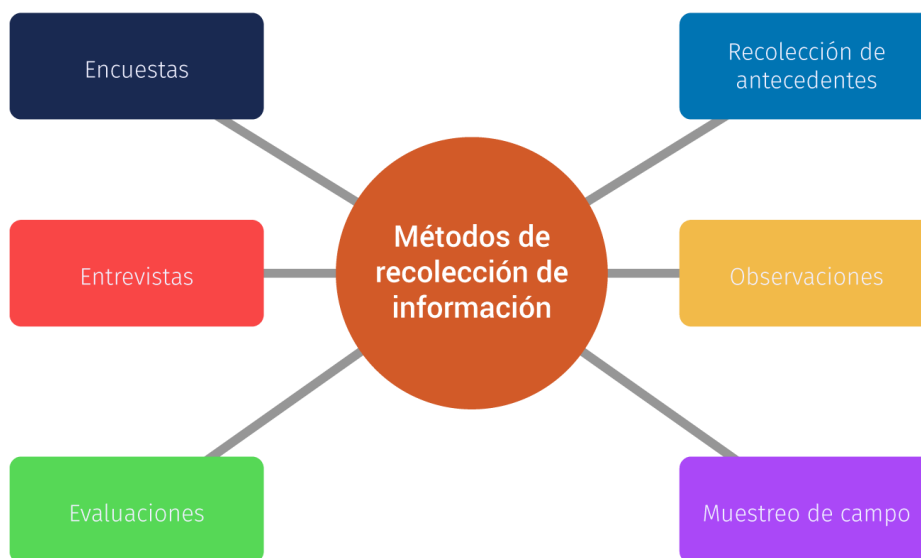 Encuestas
Recolección de
antecedentes
Métodos de
recolección de
información
Entrevistas
Observaciones
Evaluaciones
Muestreo de campo